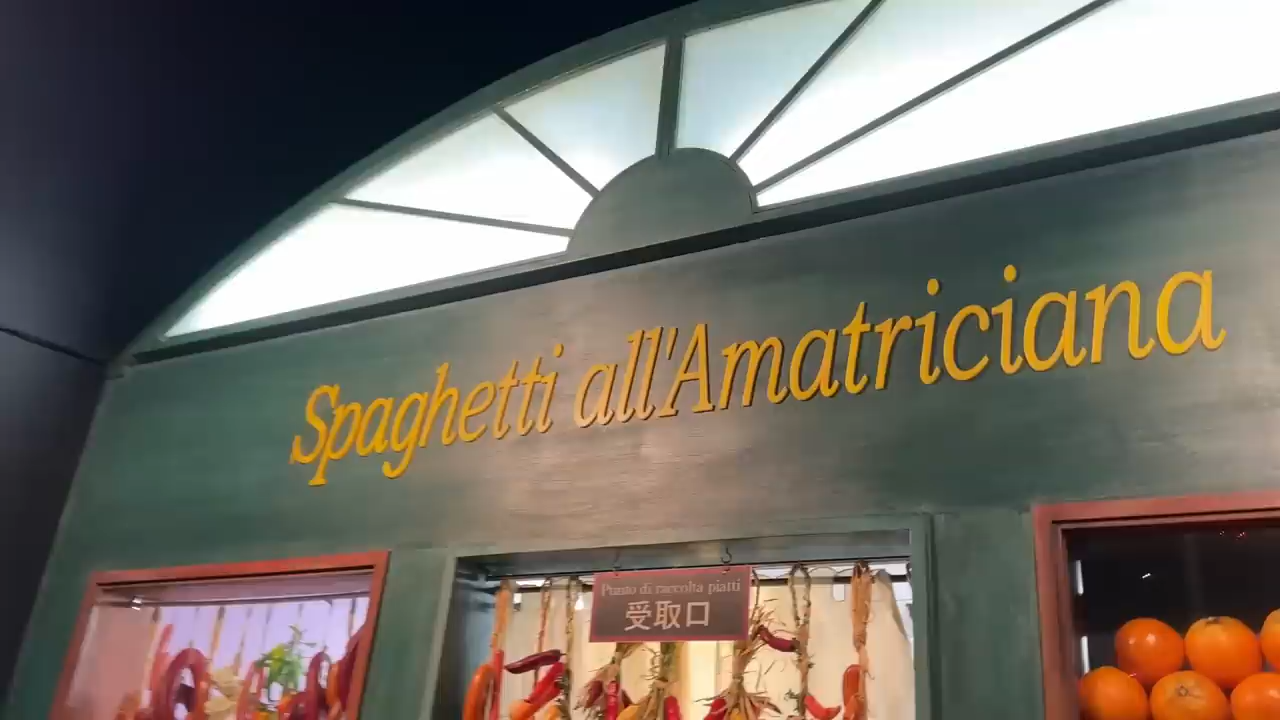 Spaghetti all'Amatriciana
Punto di raccolta piatti
受取口